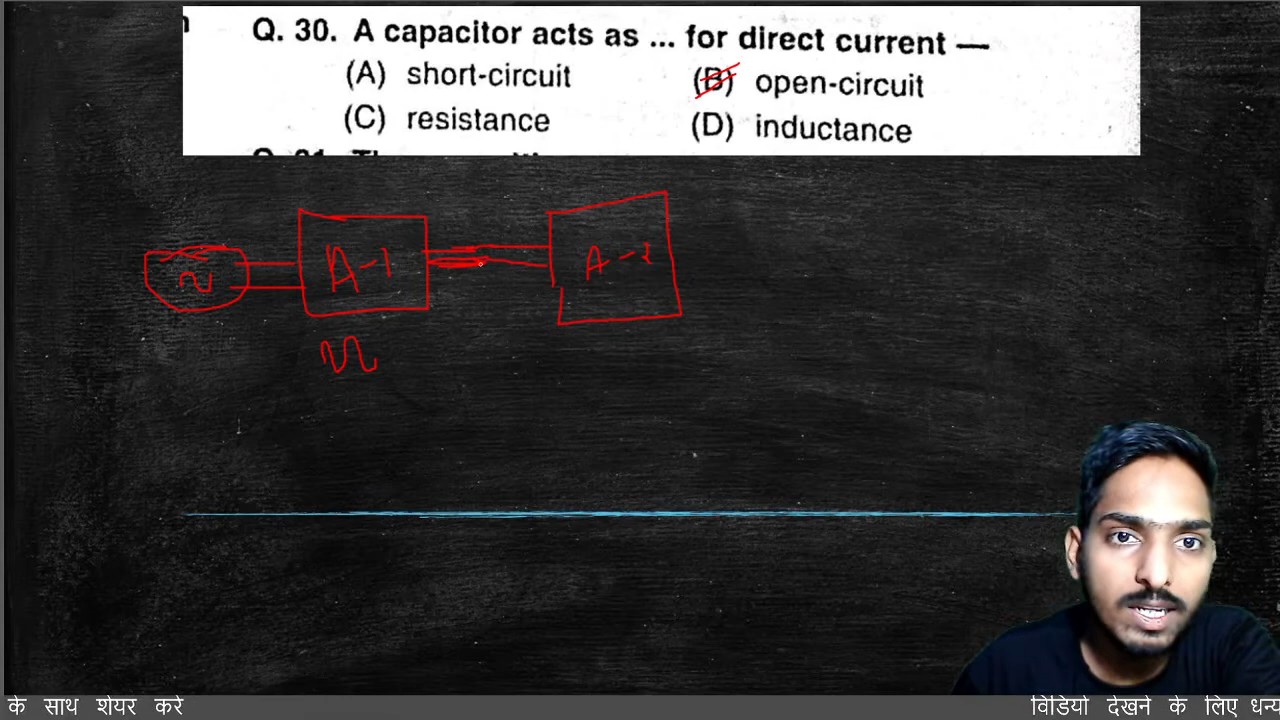 Q. 30. A capacitor acts as ... for direct current —
(A) short-circuit (B) open-circuit
(C) resistance (D) inductance
A-1 A-2
के साथ शेयर करे विडियो देखने के लिए धन्